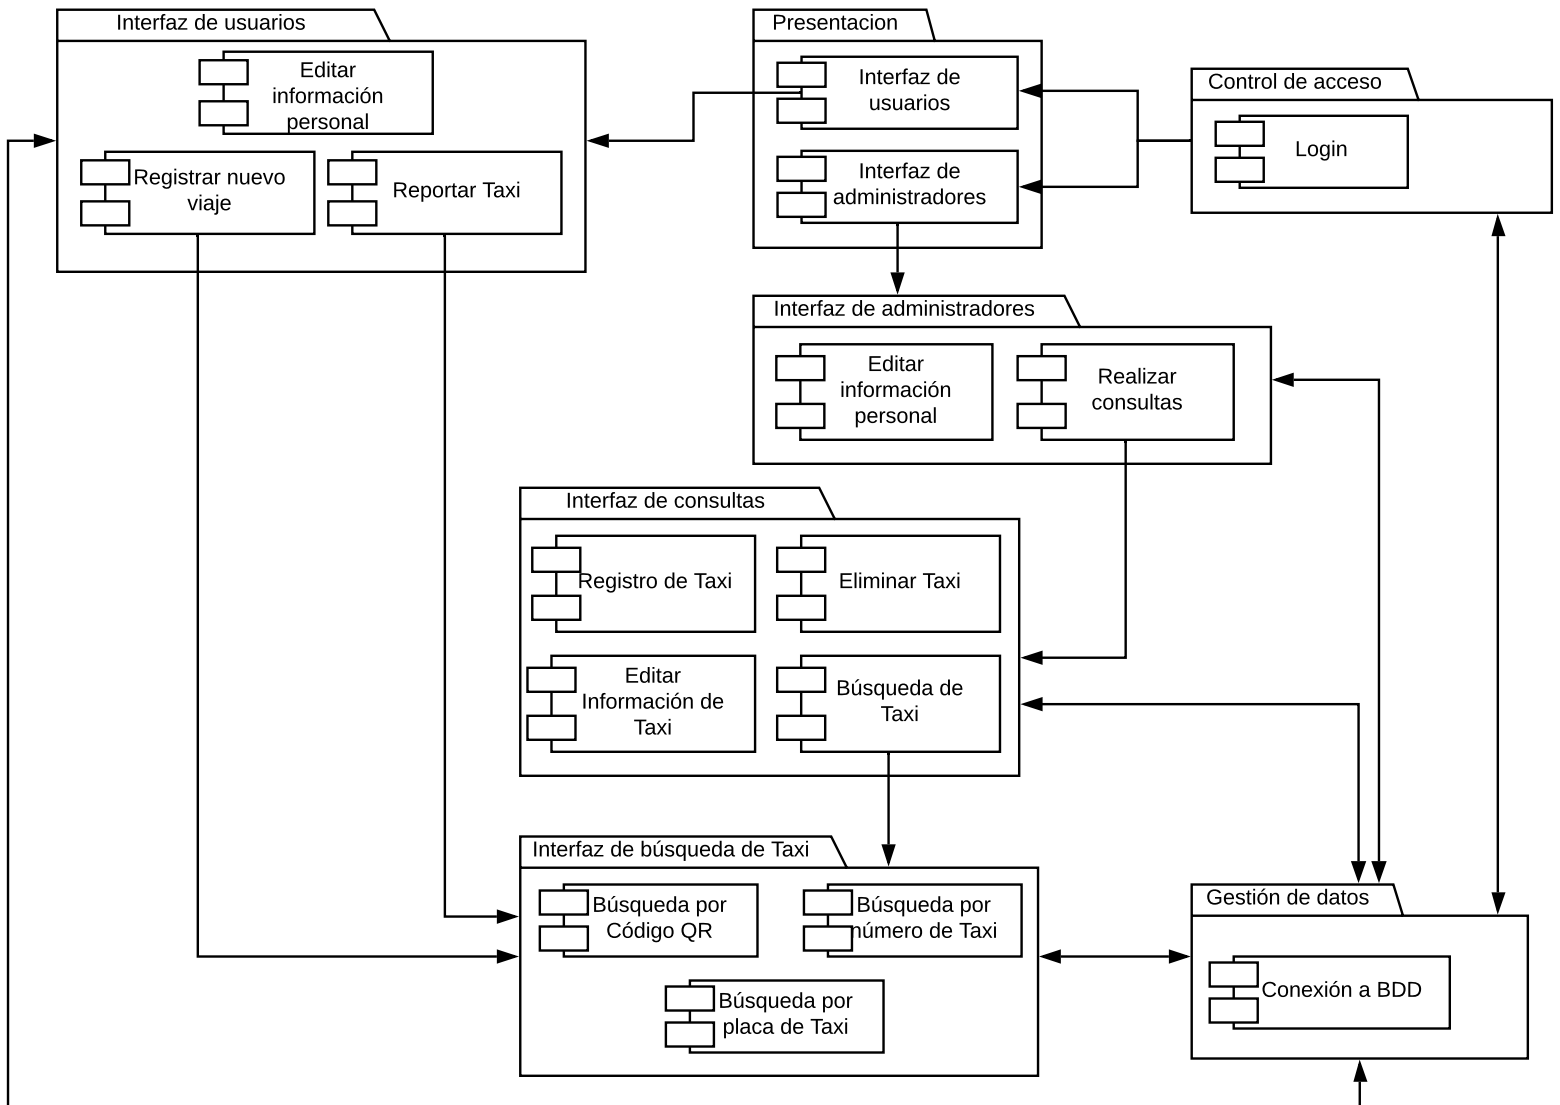 Interfaz de usuarios
Editar
información
personal
Registrar nuevo
viaje
Reportar Taxi
Presentacion
Interfaz de
usuarios
Interfaz de
administradores
Control de acceso
Login
Interfaz de administradores
Editar
información
personal
Realizar
consultas
Interfaz de consultas
Registro de Taxi
Eliminar Taxi
Editar
Información de
Taxi
Búsqueda de
Taxi
Interfaz de búsqueda de Taxi
Búsqueda por
Código QR
Búsqueda por
número de Taxi
Búsqueda por
placa de Taxi
Gestión de datos
Conexión a BDD